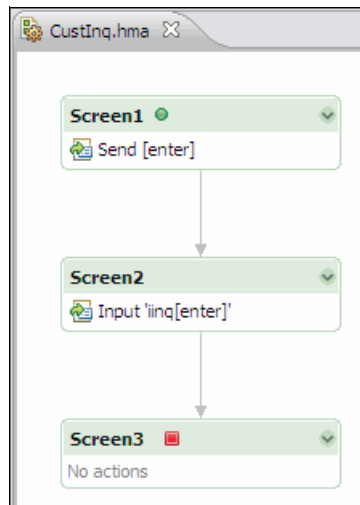 CustInq.hma
Screen1
Send [enter]
Screen2
Input 'iinq[enter]'
Screen3
No actions